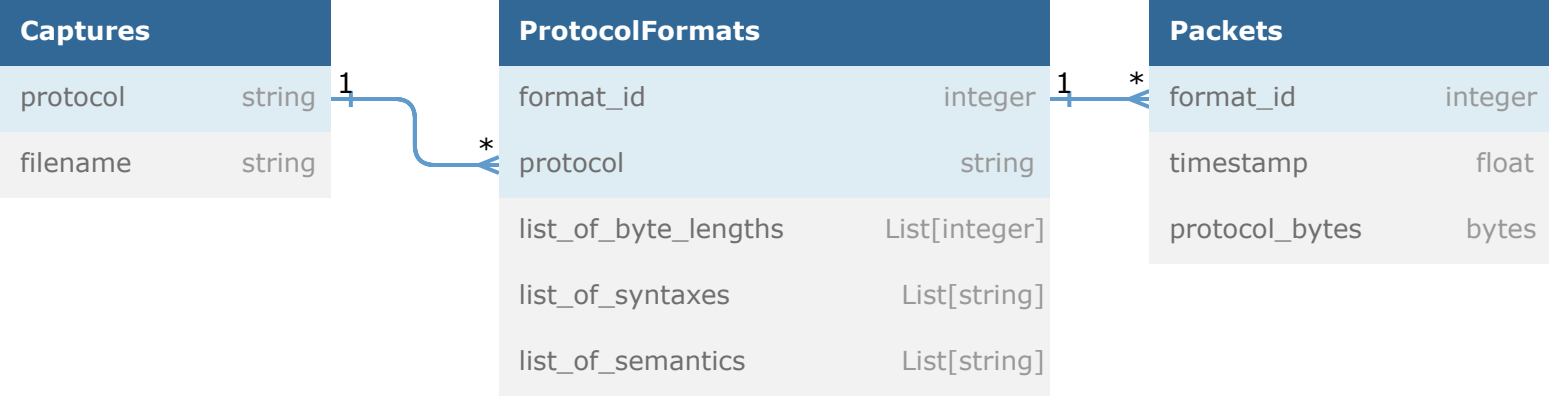 Captures
protocol string
filename string
1
*
ProtocolFormats
format_id integer
protocol string
list_of_byte_lengths List[integer]
list_of_syntaxes List[string]
list_of_semantics List[string]
1
*
Packets
format_id integer
timestamp float
protocol_bytes bytes